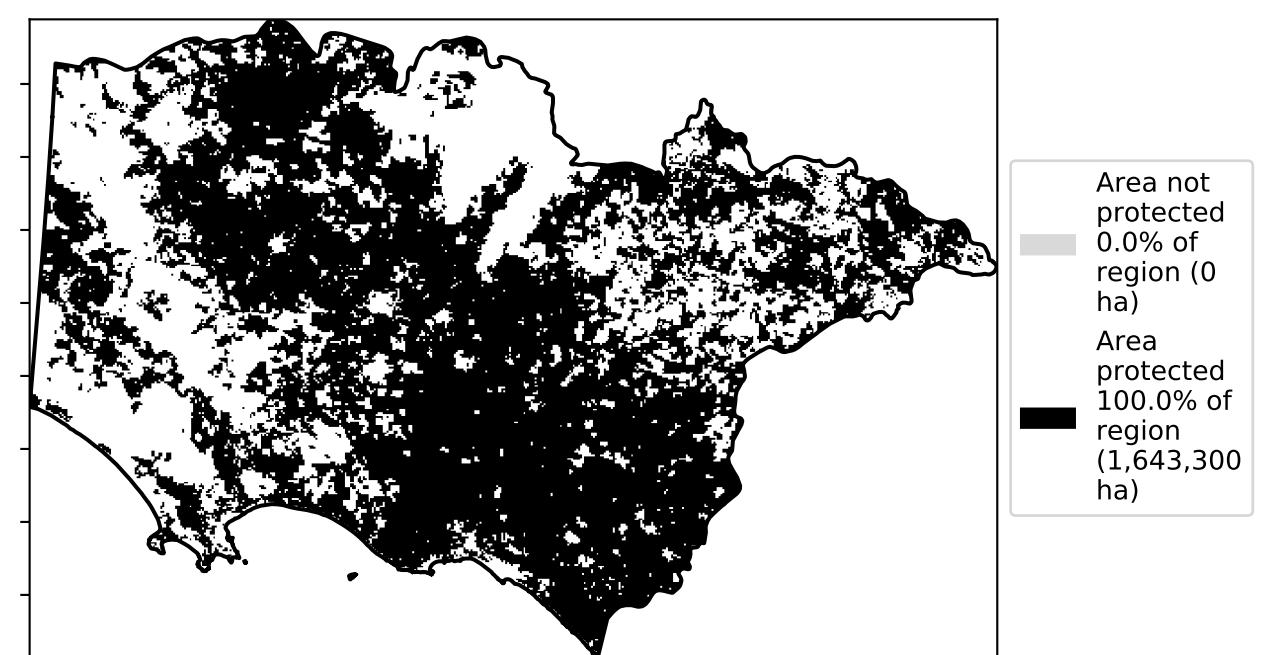 Area not
protected
0.0% of
region (0
ha)
Area
protected
100.0% of
region
(1,643,300
ha)